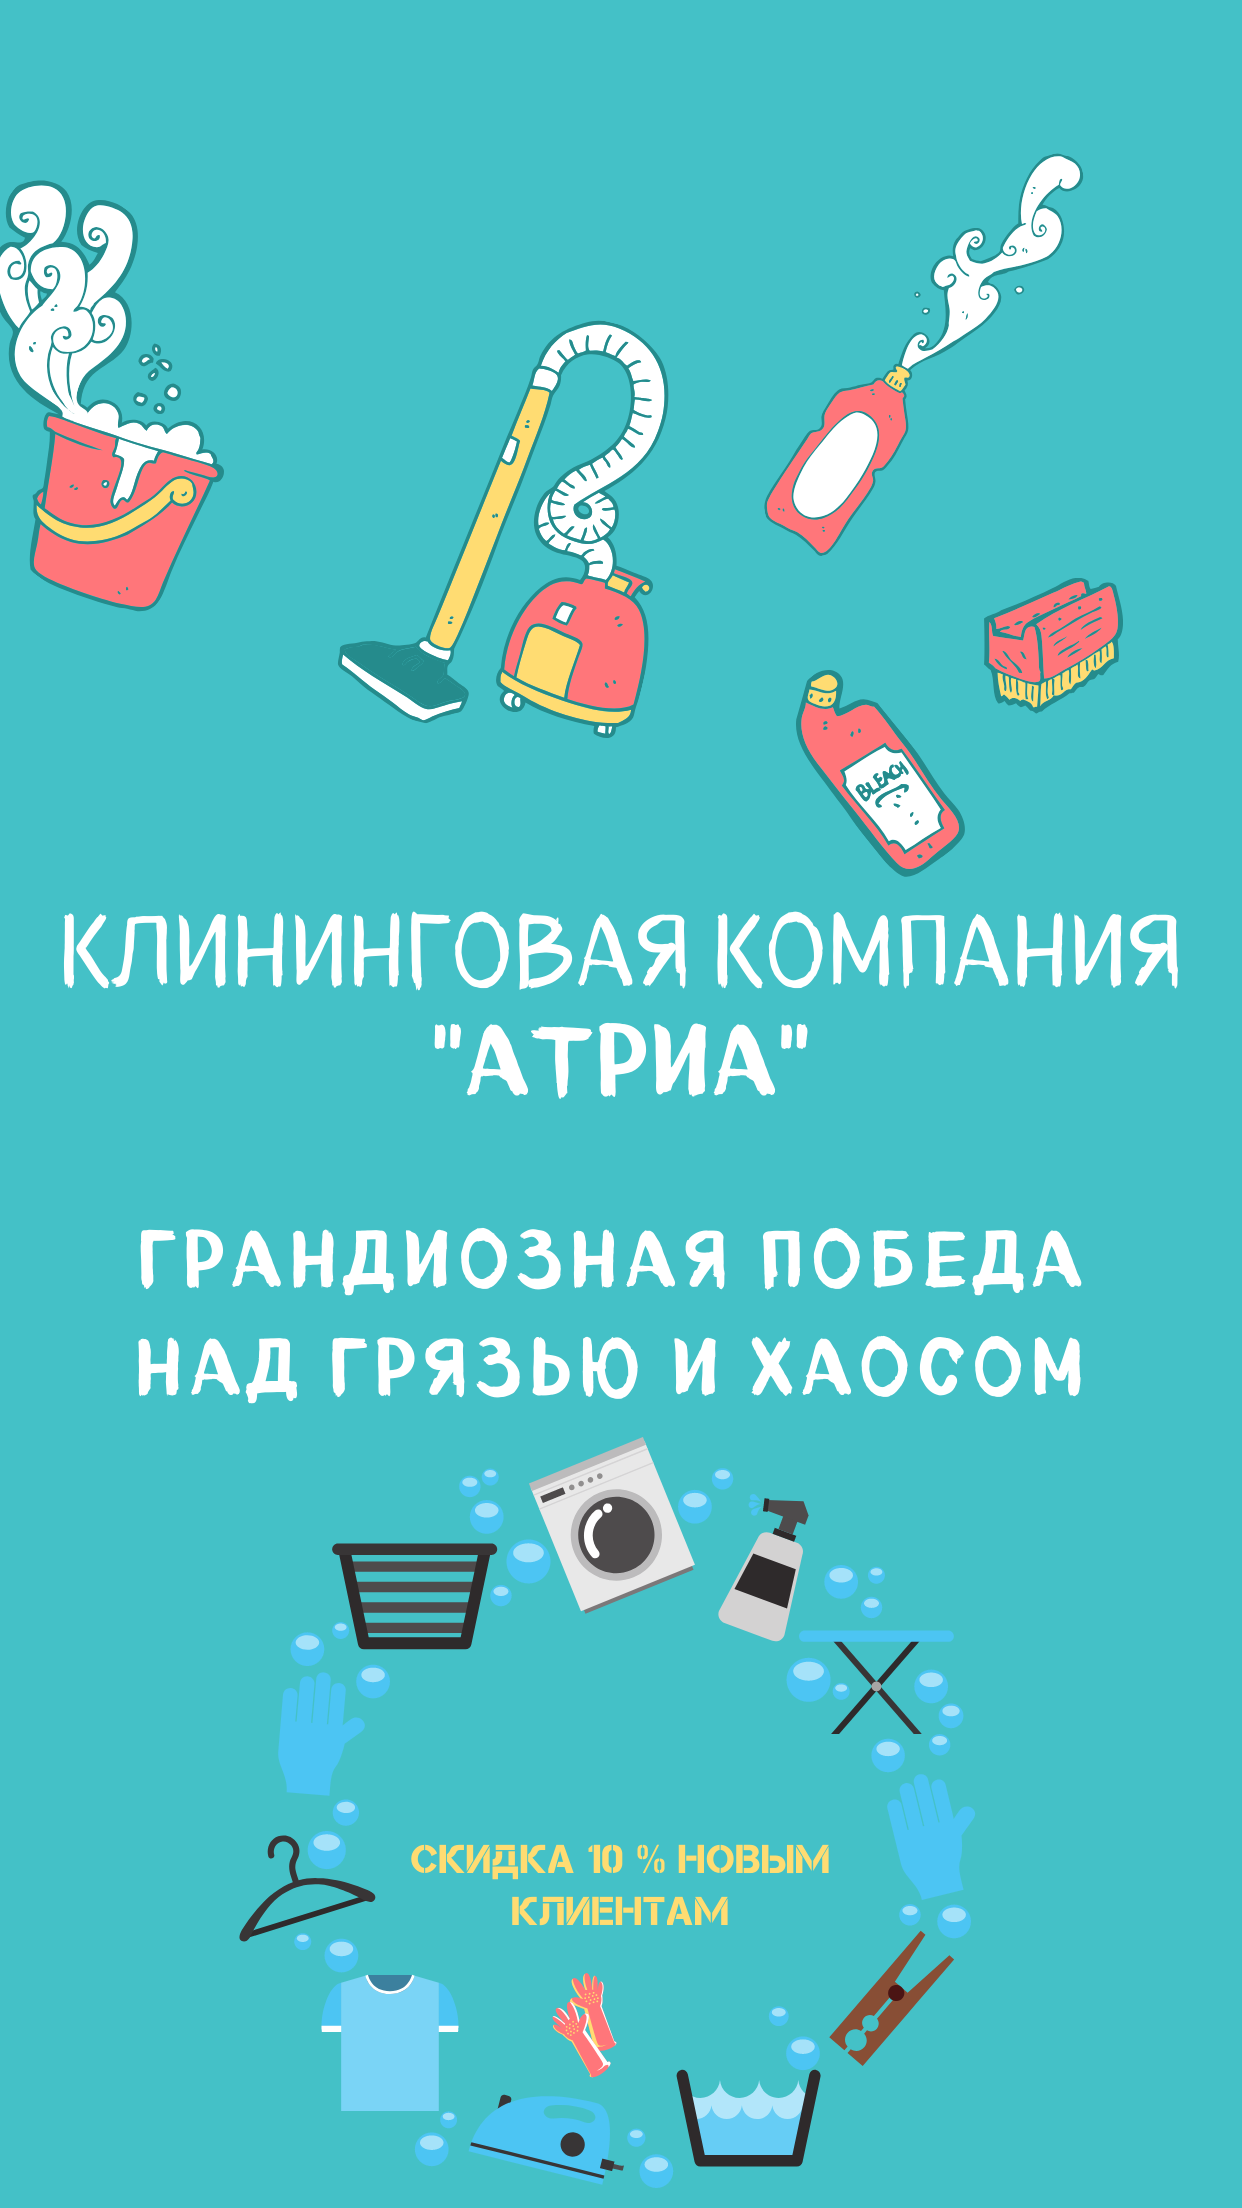 BLEACH
КЛИНИНГОВАЯ КОМПАНИЯ
"АТРИА"
ГРАНДИОЗНАЯ ПОБЕДА
НАД ГРЯЗЬЮ И ХАОСОМ
СКИДКА 10 % НОВЫМ
КЛИЕНТАМ